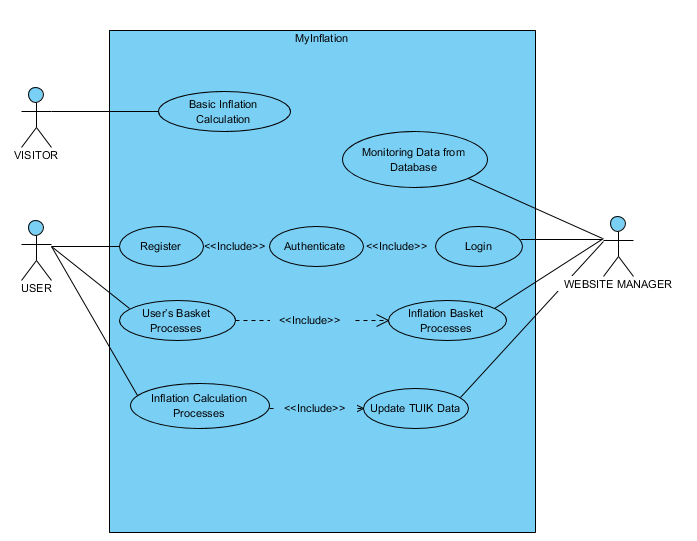 MyInflation
Basic Inflation
Calculation
VISITOR
Monitoring Data from
Database
Register
<<Include>>
Authenticate
<<Include>>
Login
USER
WEBSITE MANAGER
User's Basket
Processes
<<Include>>
Inflation Basket
Processes
Inflation Calculation
Processes
<<Include>>
Update TUIK Data